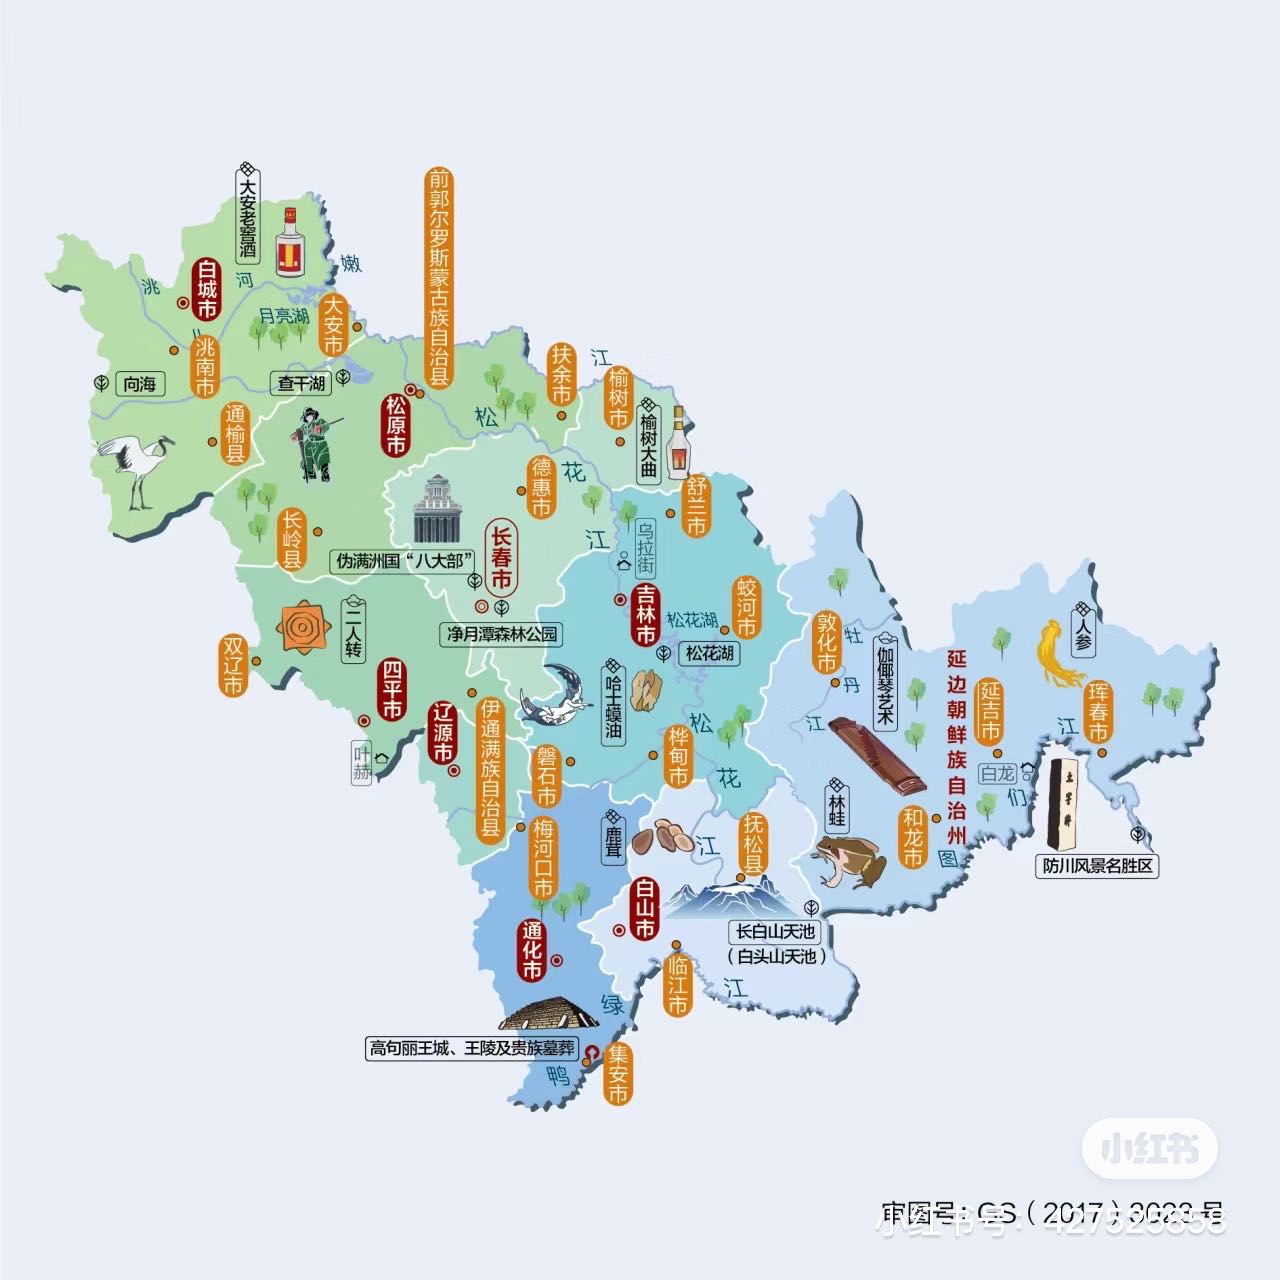 大安老窖酒
前郭尔罗斯蒙古族自治县
嫩
洮
河
白城市
月亮湖
大安市
洮南市
儿
向海
查干湖
扶余市
江
榆树市
通榆县
松原市
松
榆树大曲
德惠市
花
舒兰市
长岭县
江
乌拉街
长春市
伪满洲国“八大部”
吉林市
松花湖
蛟河市
净月潭森林公园
松花湖
二人转
双辽市
敦化市
牡
丹
江
伽倻琴艺术
人参
延边朝鲜族自治州
延吉市
珲春市
江
四平市
辽源市
哈士蟆油
伊通满族自治县
叶赫
磐石市
松
桦甸市
花
江
白龙
们
土字牌
林蛙
和龙市
图
防川风景名胜区
梅河口市
鹿茸
抚松县
白山市
长白山天池
（白头山天池）
通化市
临江市
江
绿
高句丽王城、王陵及贵族墓葬
鸭
集安市
小红书
审图号：GS（2017）3028号
小红书号：427525858